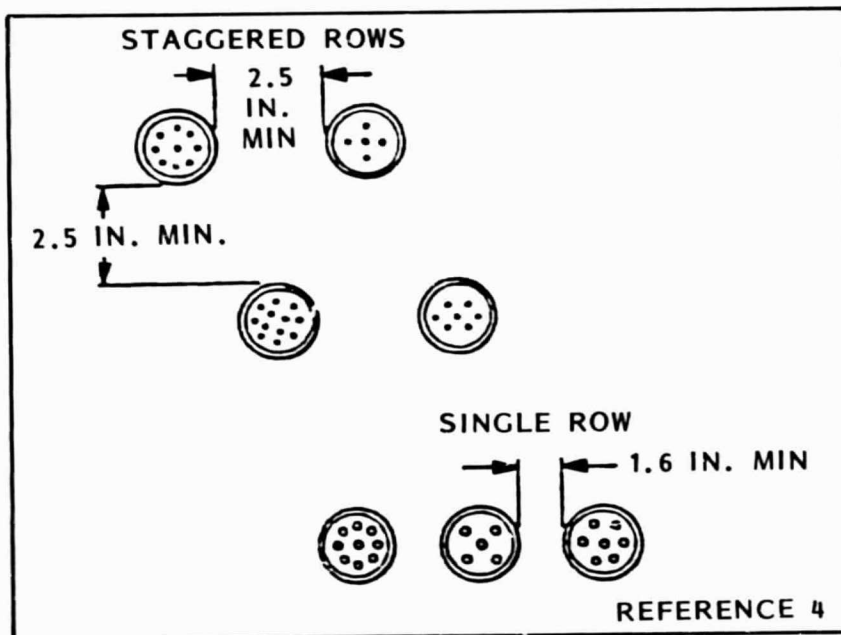 STAGGERED ROWS
2.5
IN.
MIN
2.5 IN. MIN.
SINGLE ROW
1.6 IN. MIN
REFERENCE 4